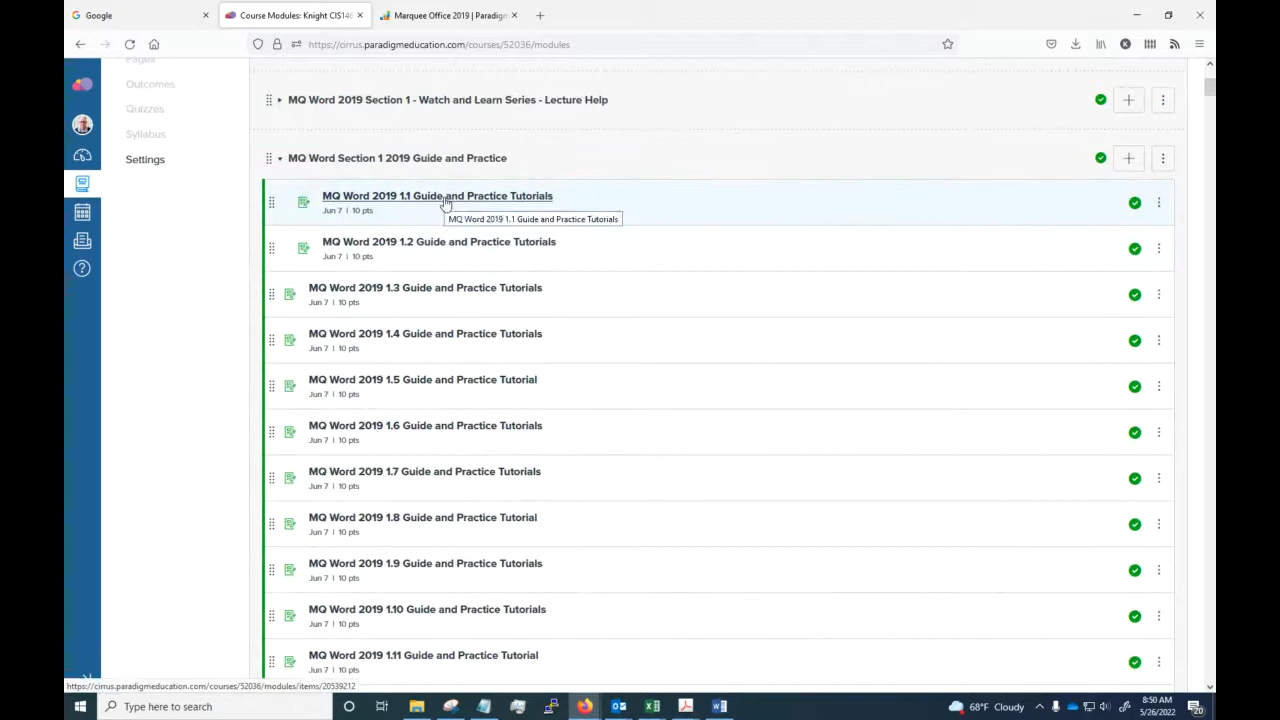 Google
Course Modules: Knight CIS146
Marquee Office 2019 | Paradigm
https://cirrus.paradigmeducation.com/courses/52036/modules
Pages
Outcomes
Quizzes
Syllabus
Settings
MQ Word 2019 Section 1 - Watch and Learn Series - Lecture Help
MQ Word Section 1 2019 Guide and Practice
MQ Word 2019 1.1 Guide and Practice Tutorials
Jun 7 | 10 pts
MQ Word 2019 1.1 Guide and Practice Tutorials
MQ Word 2019 1.2 Guide and Practice Tutorials
Jun 7 | 10 pts
MQ Word 2019 1.3 Guide and Practice Tutorials
Jun 7 | 10 pts
MQ Word 2019 1.4 Guide and Practice Tutorials
Jun 7 | 10 pts
MQ Word 2019 1.5 Guide and Practice Tutorial
Jun 7 | 10 pts
MQ Word 2019 1.6 Guide and Practice Tutorials
Jun 7 | 10 pts
MQ Word 2019 1.7 Guide and Practice Tutorials
Jun 7 | 10 pts
MQ Word 2019 1.8 Guide and Practice Tutorial
Jun 7 | 10 pts
MQ Word 2019 1.9 Guide and Practice Tutorials
Jun 7 | 10 pts
MQ Word 2019 1.10 Guide and Practice Tutorials
Jun 7 | 10 pts
MQ Word 2019 1.11 Guide and Practice Tutorial
Jun 7 | 10 pts
https://cirrus.paradigmeducation.com/courses/52036/modules/items/20539212
Type here to search
68°F Cloudy
8:50 AM
5/26/2022
20